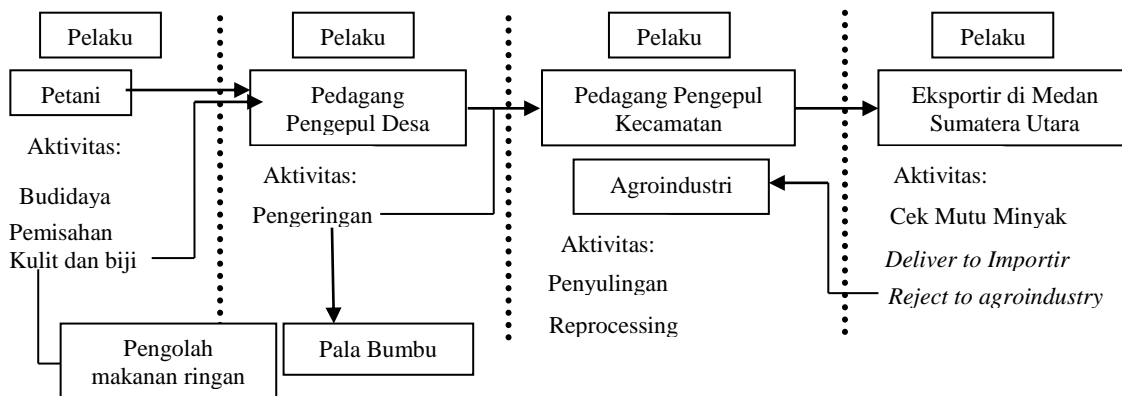 Pelaku
Pelaku
Pelaku
Pelaku
Petani
Pedagang
Pengepul Desa
Pedagang Pengepul
Kecamatan
Eksportir di Medan
Sumatera Utara
Aktivitas:
Budidaya
Pemisahan
Kulit dan biji
Pengolah
makanan ringan
Aktivitas:
Pengeringan
Pala Bumbu
Agroindustri
Aktivitas:
Penyulingan
Reprocessing
Aktivitas:
Cek Mutu Minyak
Deliver to Importir
Reject to agroindustry